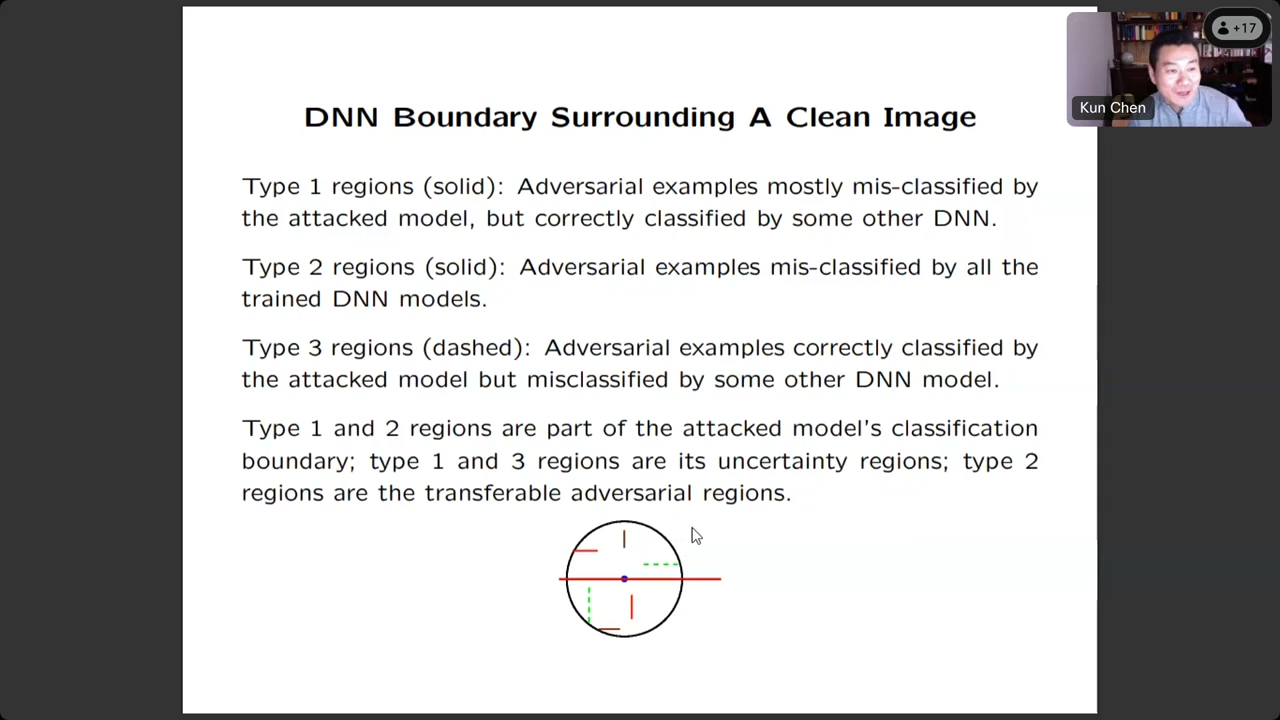 DNN Boundary Surrounding A Clean Image
+17
Kun Chen
Type 1 regions (solid): Adversarial examples mostly mis-classified by
the attacked model, but correctly classified by some other DNN.
Type 2 regions (solid): Adversarial examples mis-classified by all the
trained DNN models.
Type 3 regions (dashed): Adversarial examples correctly classified by
the attacked model but misclassified by some other DNN model.
Type 1 and 2 regions are part of the attacked model's classification
boundary; type 1 and 3 regions are its uncertainty regions; type 2
regions are the transferable adversarial regions.